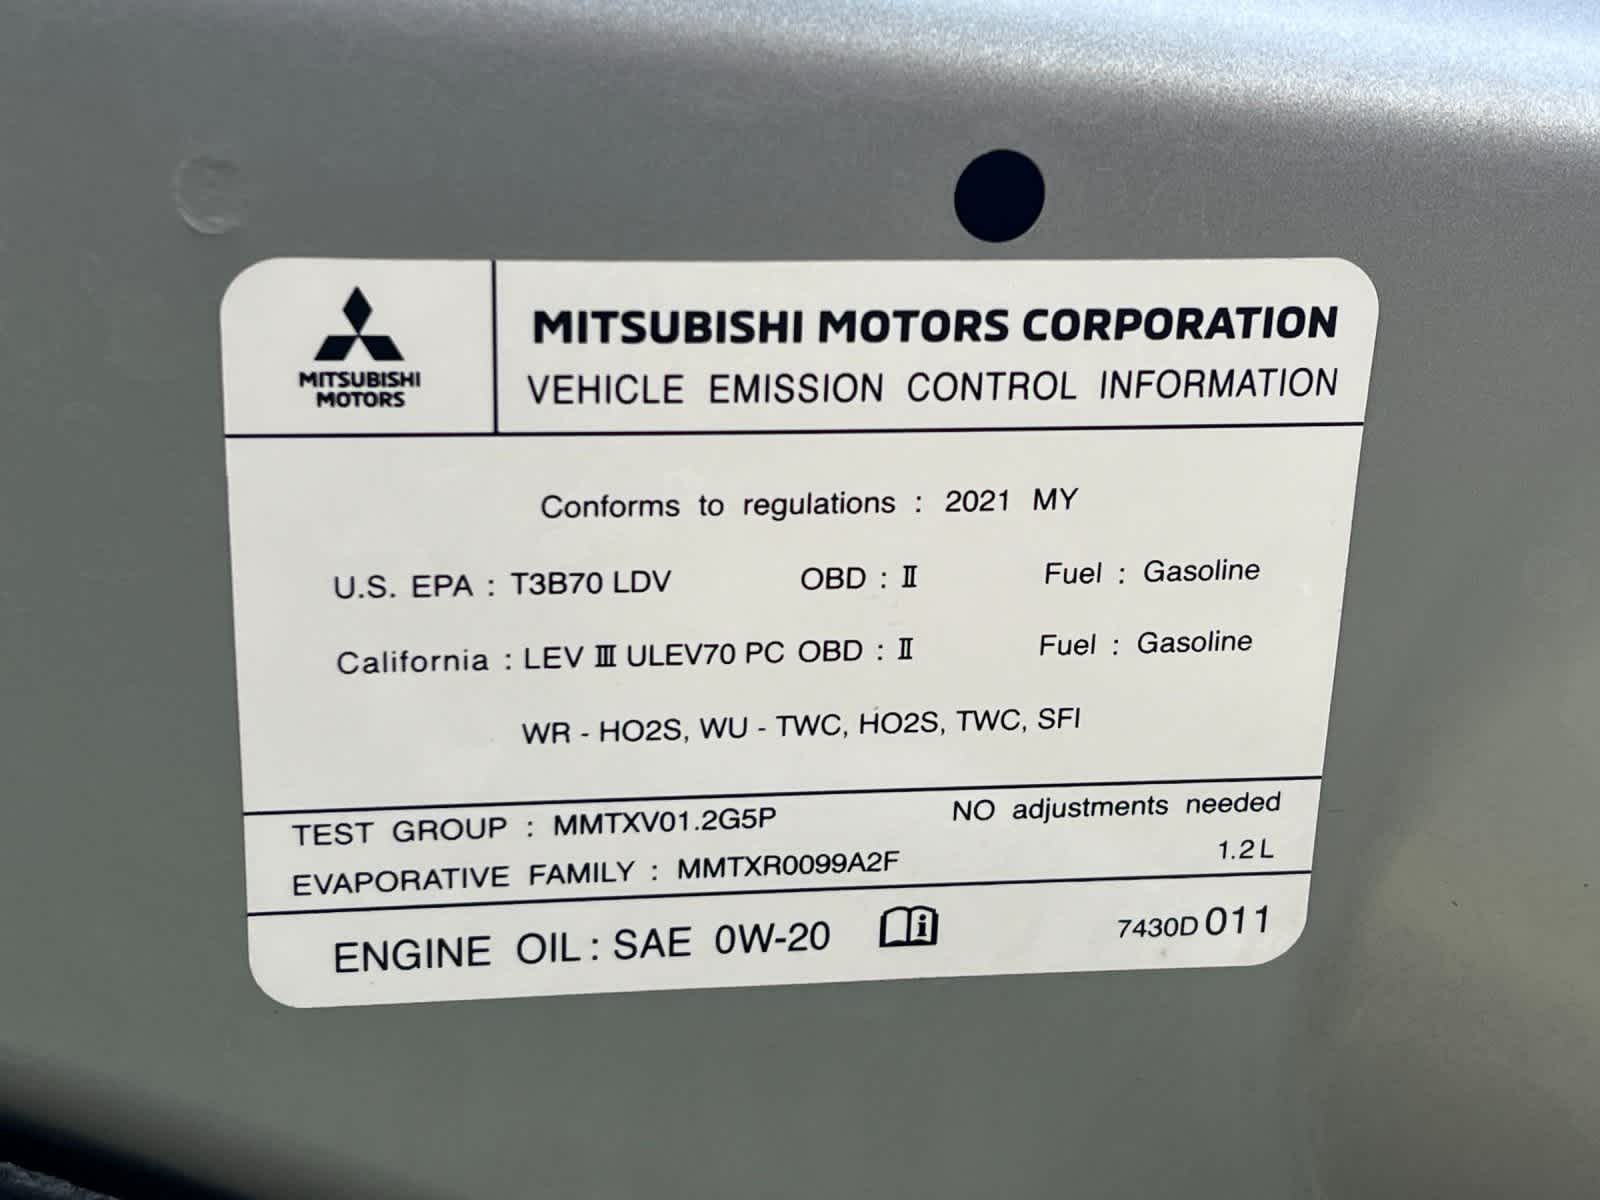 MITSUBISHI
MOTORS
MITSUBISHI MOTORS CORPORATION
VEHICLE EMISSION CONTROL INFORMATION
Conforms to regulations : 2021 MY
U.S. EPA : T3B70 LDV OBD : Ⅱ Fuel : Gasoline
California : LEV Ⅲ ULEV70 PC OBD : Ⅱ Fuel : Gasoline
WR - HO2S, WU - TWC, HO2S, TWC, SFI
TEST GROUP : MMTXV01.2G5P NO adjustments needed
EVAPORATIVE FAMILY : MMTXR0099A2F 1.2 L
ENGINE OIL : SAE 0W-20 i 7430D 011